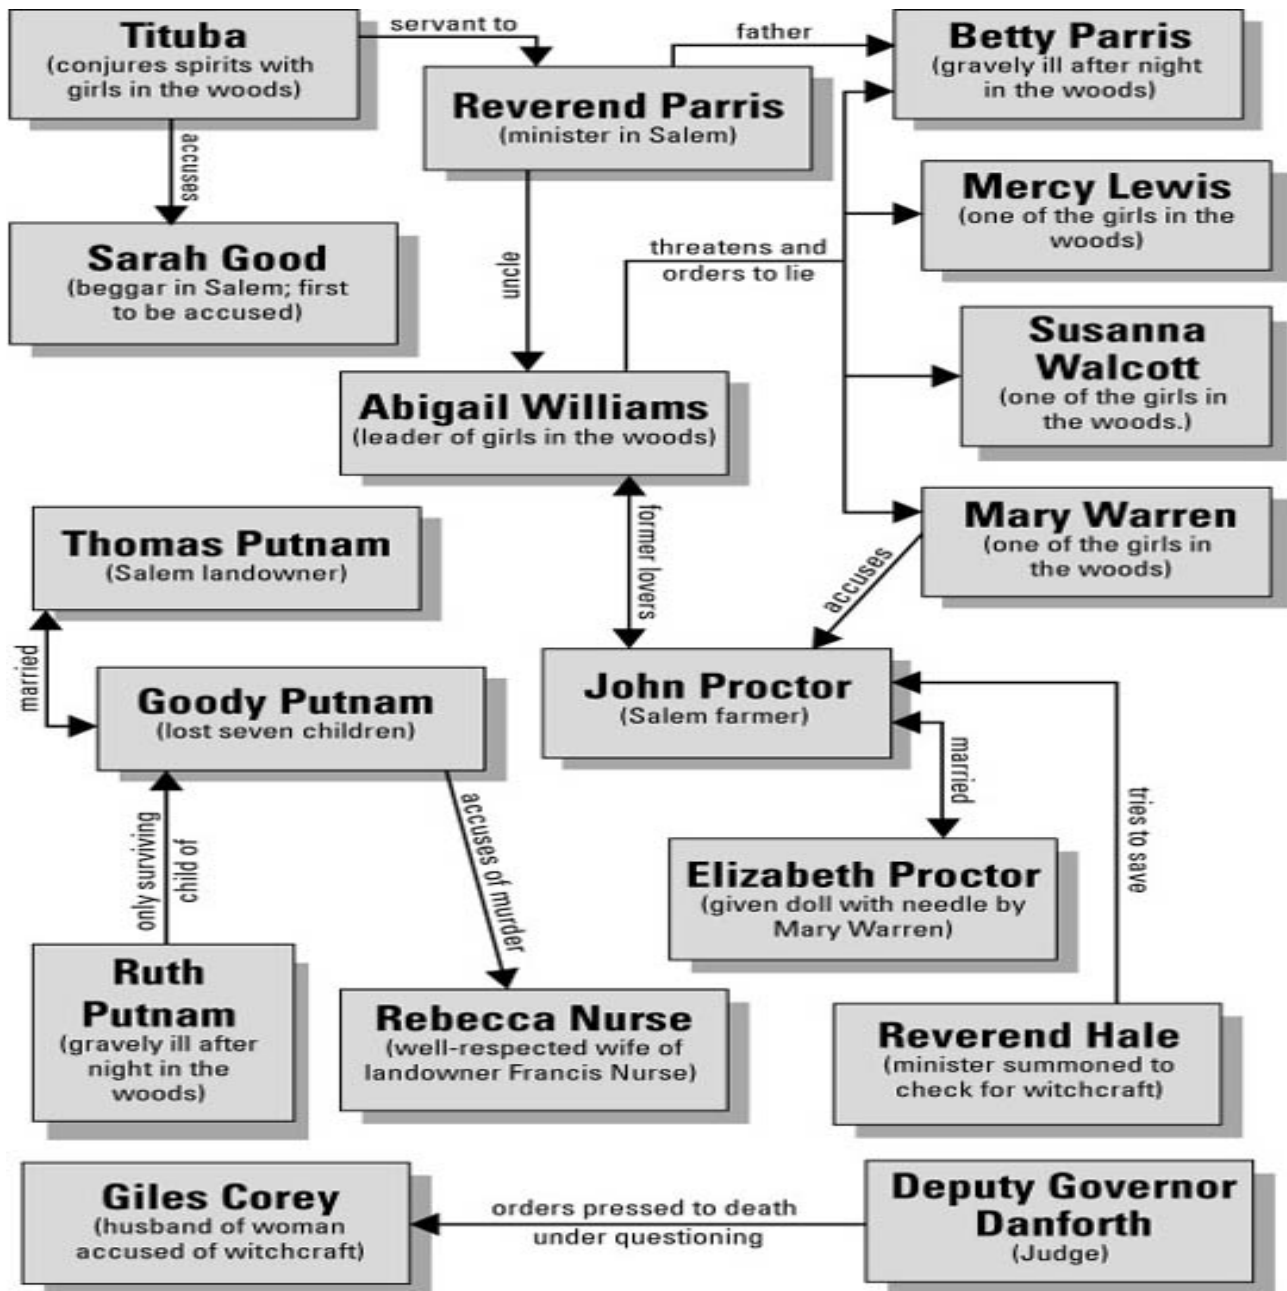 Tituba
(conjures spirits with
girls in the woods)
servant to
Reverend Parris
(minister in Salem)
father
Betty Parris
(gravely ill after night
in the woods)
accuses
Sarah Good
(beggar in Salem; first
to be accused)
uncle
threatens and
orders to lie
Mercy Lewis
(one of the girls in the
woods)
Susanna
Walcott
(one of the girls in
the woods.)
Abigail Williams
(leader of girls in the woods)
Mary Warren
(one of the girls in
the woods)
former lovers
accuses
Thomas Putnam
(Salem landowner)
married
Goody Putnam
(lost seven children)
John Proctor
(Salem farmer)
married
tries to save
only surviving
child of
accuses of murder
Elizabeth Proctor
(given doll with needle by
Mary Warren)
Ruth
Putnam
(gravely ill after
night in the
woods)
Rebecca Nurse
(well-respected wife of
landowner Francis Nurse)
Reverend Hale
(minister summoned to
check for witchcraft)
Giles Corey
(husband of woman
accused of witchcraft)
orders pressed to death
under questioning
Deputy Governor
Danforth
(Judge)